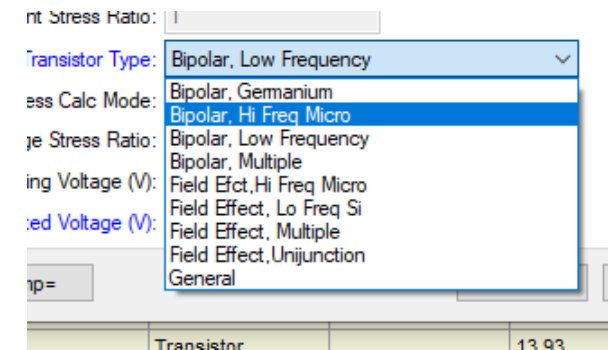 nt Stress Ratio: 1
Transistor Type: Bipolar, Low Frequency
ess Calc Mode: Bipolar, Germanium
Bipolar, Hi Freq Micro
ge Stress Ratio: Bipolar, Low Frequency
Bipolar, Multiple
ing Voltage (V): Field Efct,Hi Freq Micro
Field Effect, Lo Freq Si
ted Voltage (V): Field Effect, Multiple
Field Effect,Unijunction
mp= General
Transistor 13.93